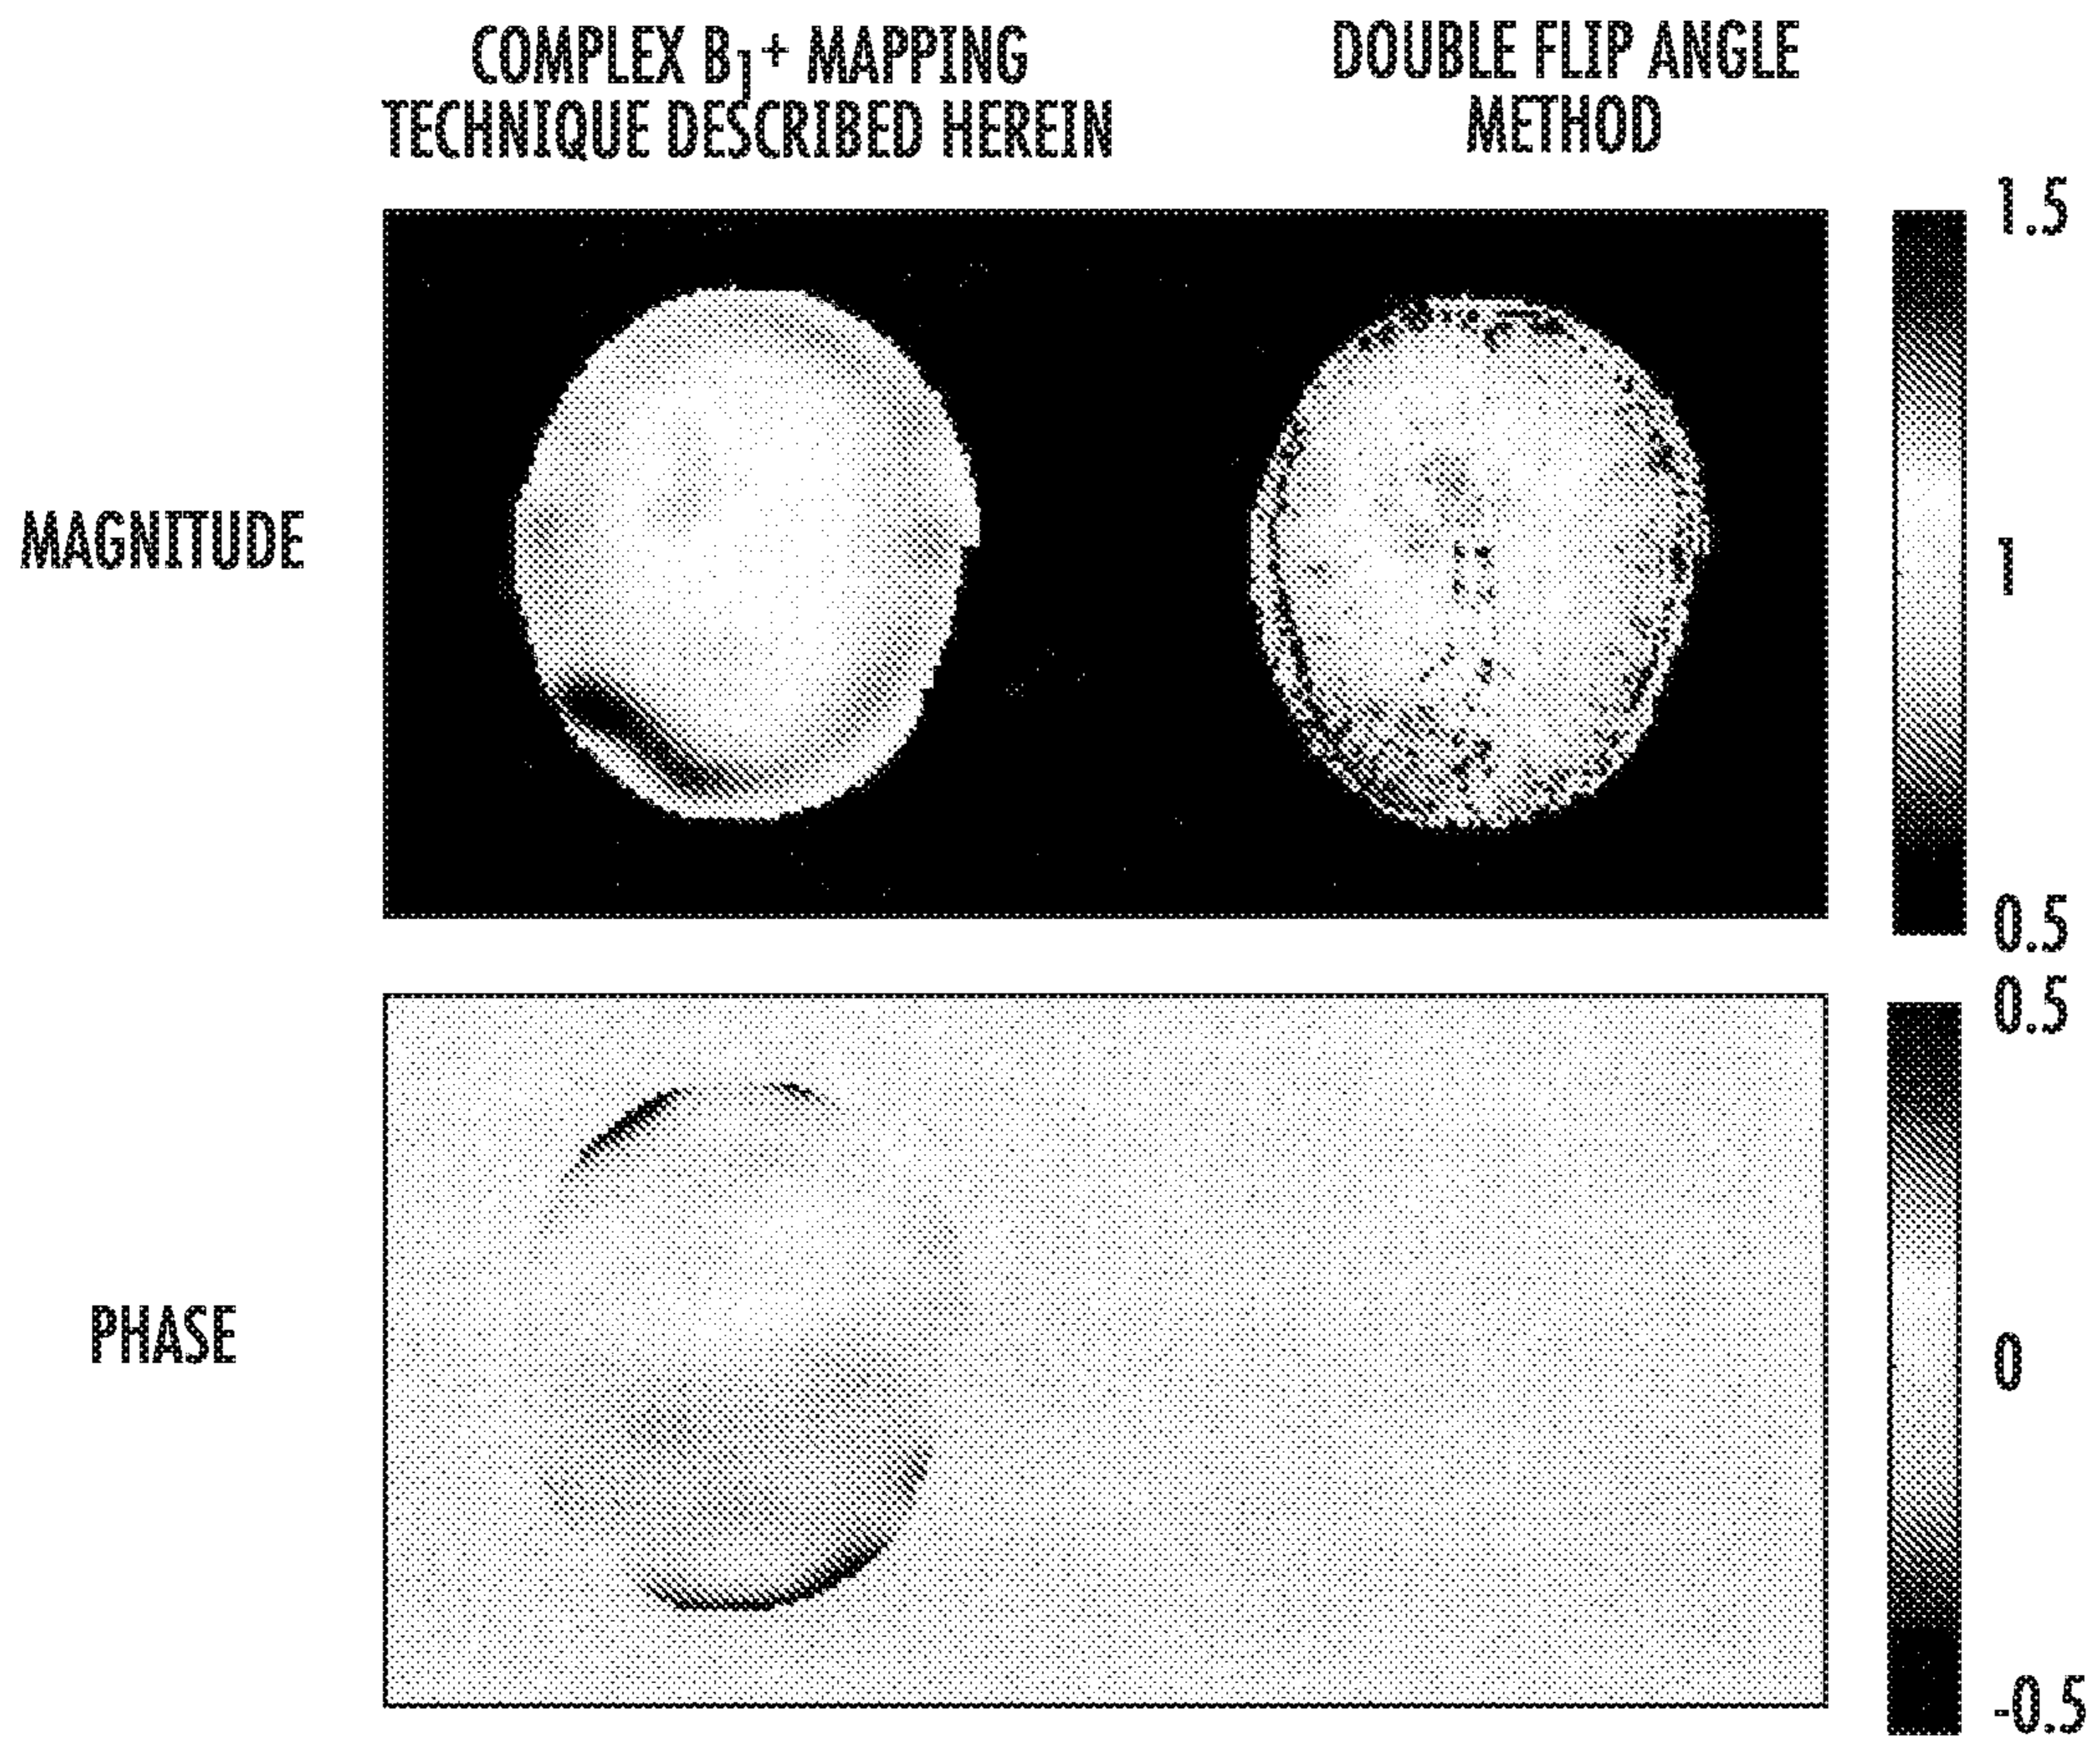 COMPLEX B1+ MAPPING
TECHNIQUE DESCRIBED HEREIN
DOUBLE FLIP ANGLE
METHOD
MAGNITUDE
1.5
1
0.5
PHASE
0.5
0
-0.5